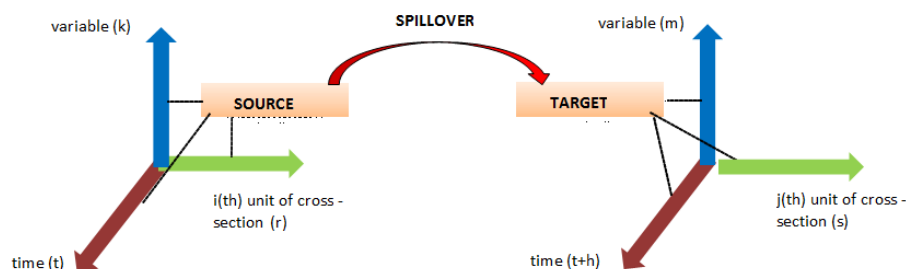 SPILLOVER
variable (k)
variable (m)
SOURCE
TARGET
i(th) unit of cross -
section (r)
j(th) unit of cross -
section (s)
time (t)
time (t+h)